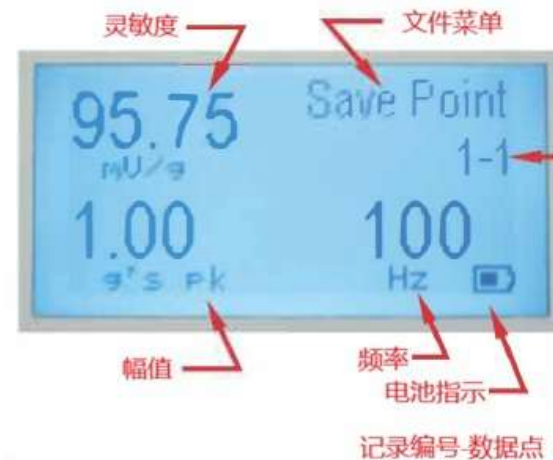 灵敏度 文件菜单
95.75 Save Point
mV/g 1-1
1.00 100
g's pk Hz
幅值 频率
电池指示
记录编号-数据点